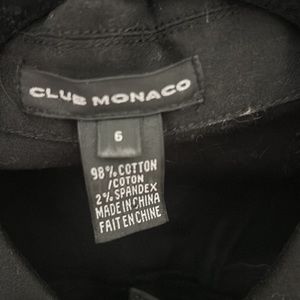 CLUB MONACO
6
98% COTTON
/COTON
2% SPANDEX
MADE IN CHINA
FAIT EN CHINE